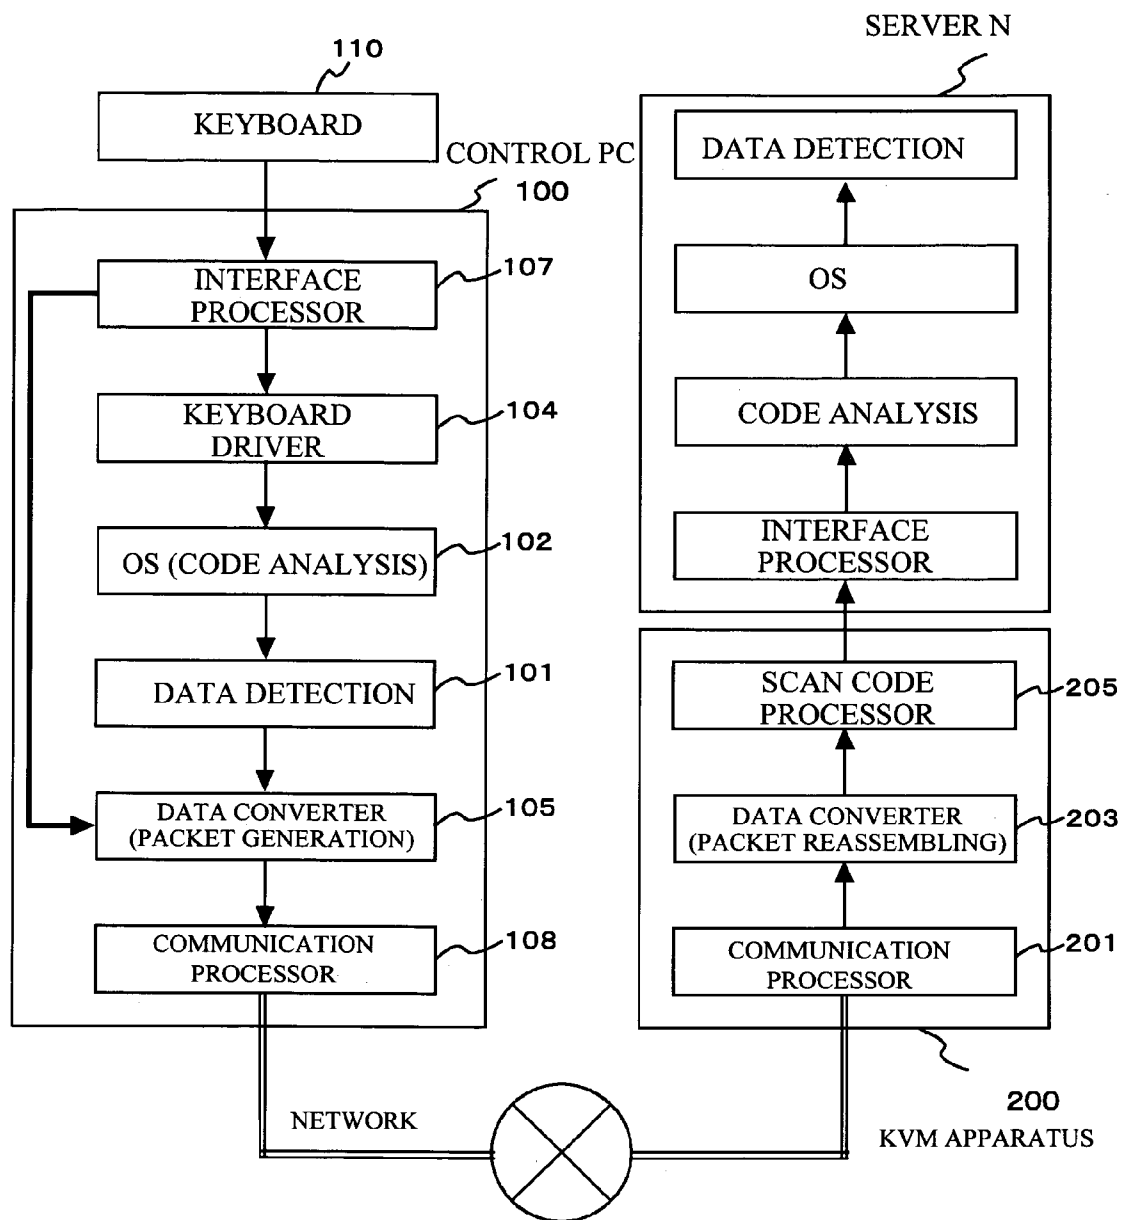 SERVER N
110
KEYBOARD
CONTROL PC
100
INTERFACE
PROCESSOR
107
KEYBOARD
DRIVER
104
OS (CODE ANALYSIS)
102
DATA DETECTION
101
DATA CONVERTER
(PACKET GENERATION)
105
COMMUNICATION
PROCESSOR
108
DATA DETECTION
OS
CODE ANALYSIS
INTERFACE
PROCESSOR
SCAN CODE
PROCESSOR
205
DATA CONVERTER
(PACKET REASSEMBLING)
203
COMMUNICATION
PROCESSOR
201
NETWORK
200
KVM APPARATUS